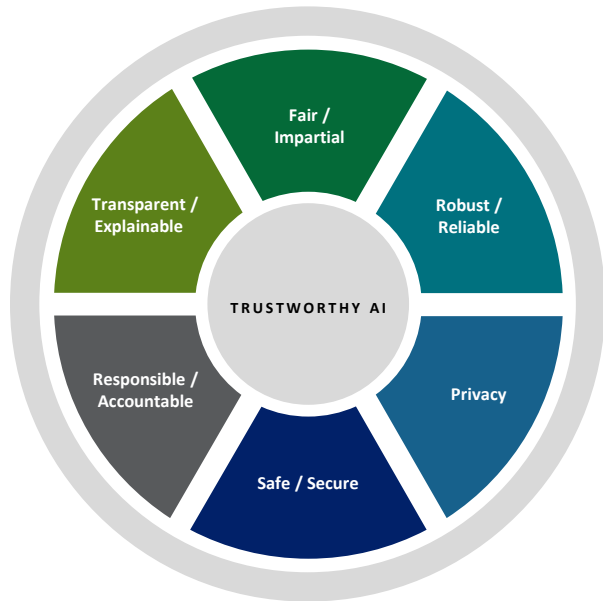 Fair /
Impartial
Transparent /
Explainable
Robust /
Reliable
TRUSTWORTHY AI
Responsible /
Accountable
Privacy
Safe / Secure